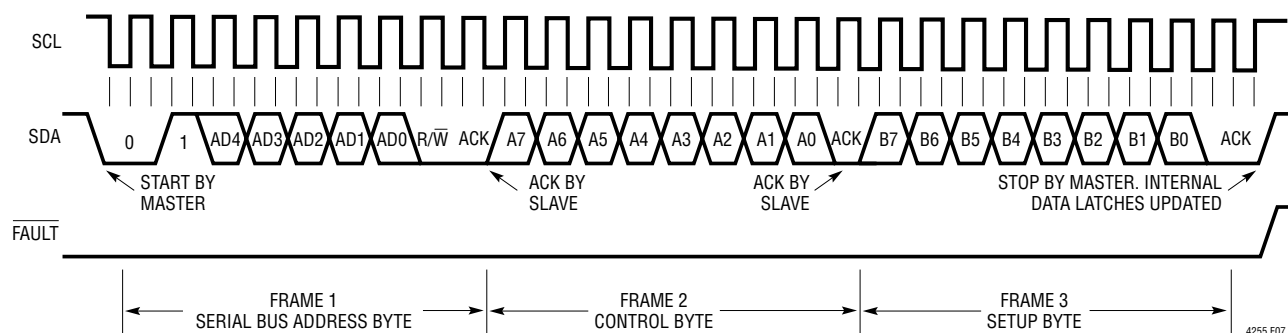 SCL
SDA
0 1 AD4 AD3 AD2 AD1 AD0 R/W̅ ACK A7 A6 A5 A4 A3 A2 A1 A0 ACK B7 B6 B5 B4 B3 B2 B1 B0 ACK
START BY
MASTER
ACK BY
SLAVE
ACK BY
SLAVE
STOP BY MASTER. INTERNAL
DATA LATCHES UPDATED
F̅A̅U̅L̅T̅
FRAME 1
SERIAL BUS ADDRESS BYTE
FRAME 2
CONTROL BYTE
FRAME 3
SETUP BYTE
4255 F07